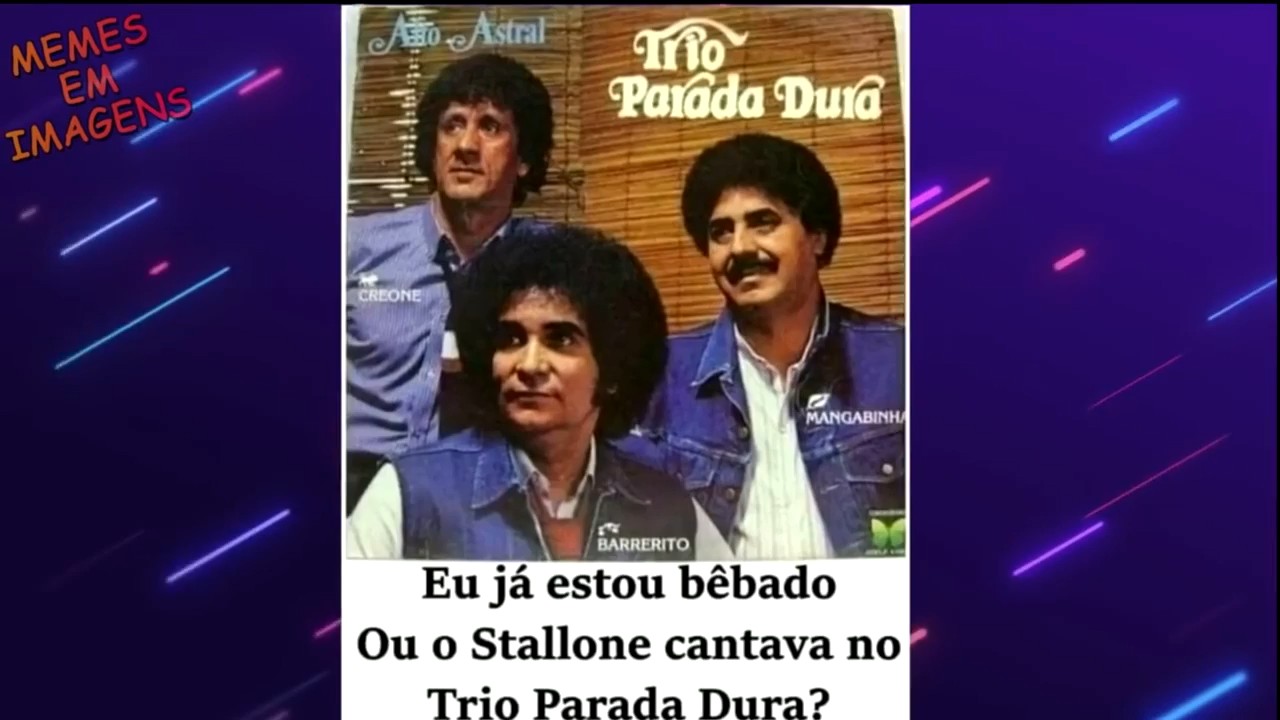 MEMES
EM
IMAGENS
Alto Astral
Trio
Parada Dura
CREONE
MANGABINHA
BARRERITO
Eu já estou bêbado
Ou o Stallone cantava no
Trio Parada Dura?